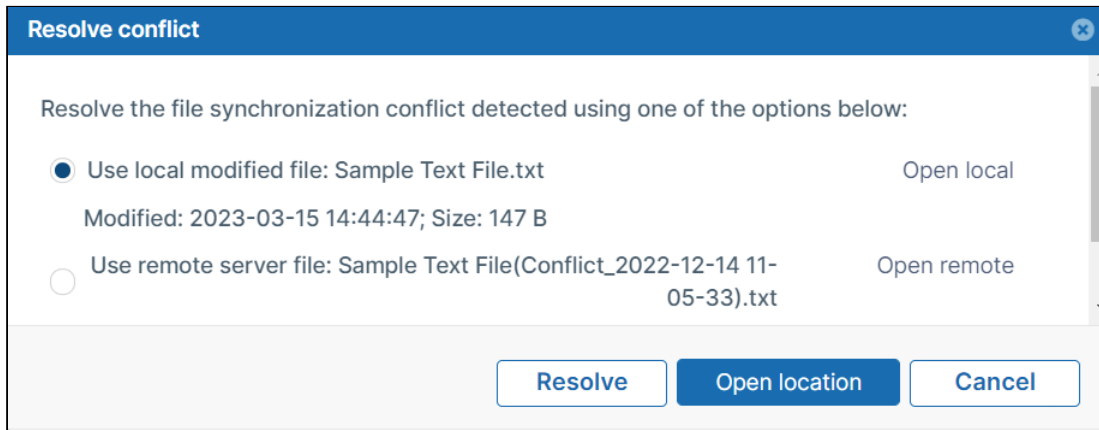 Resolve conflict
Resolve the file synchronization conflict detected using one of the options below:
Use local modified file: Sample Text File.txt
Open local
Modified: 2023-03-15 14:44:47; Size: 147 B
Use remote server file: Sample Text File(Conflict_2022-12-14 11-
Open remote
05-33).txt
Resolve
Open location
Cancel